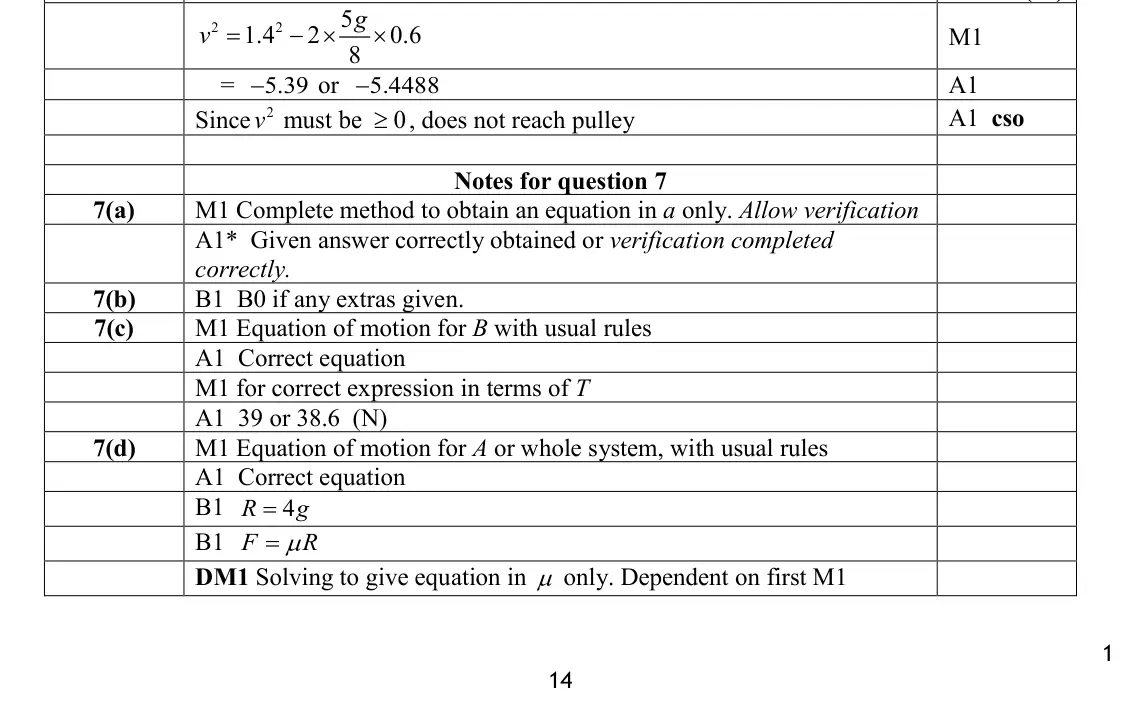 v² = 1.4² − 2 × 5g/8 × 0.6 M1
= –5.39 or –5.4488 A1
Since v² must be ≥ 0, does not reach pulley A1 cso
Notes for question 7
7(a) M1 Complete method to obtain an equation in a only. Allow verification
A1* Given answer correctly obtained or verification completed
correctly.
7(b) B1 B0 if any extras given.
7(c) M1 Equation of motion for B with usual rules
A1 Correct equation
M1 for correct expression in terms of T
A1 39 or 38.6 (N)
7(d) M1 Equation of motion for A or whole system, with usual rules
A1 Correct equation
B1 R = 4g
B1 F = μR
DM1 Solving to give equation in μ only. Dependent on first M1
1
14